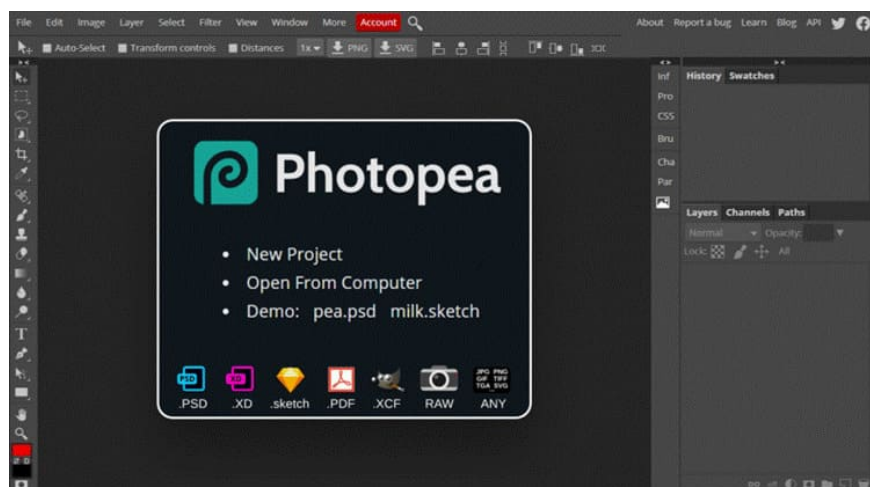 File Edit Image Layer Select Filter View Window More Account
About Report a bug Learn Blog API
Auto-Select Transform controls Distances 1x PNG SVG
Inf
Pro
CSS
Bru
Cha
Par
History Swatches
Photopea
New Project
Open From Computer
Demo: pea.psd milk.sketch
PSD
XD
JPG PNG
GIF TIFF
TGA SVG
.PSD .XD .sketch .PDF .XCF RAW ANY
Layers Channels Paths
Normal Opacity:
Lock: All
T